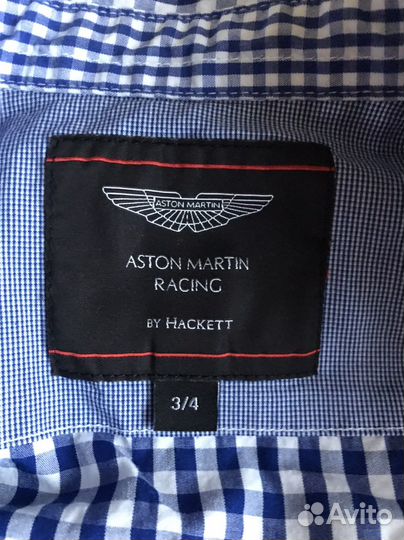 ASTON MARTIN
ASTON MARTIN
RACING
BY HACKETT
3/4
Avito